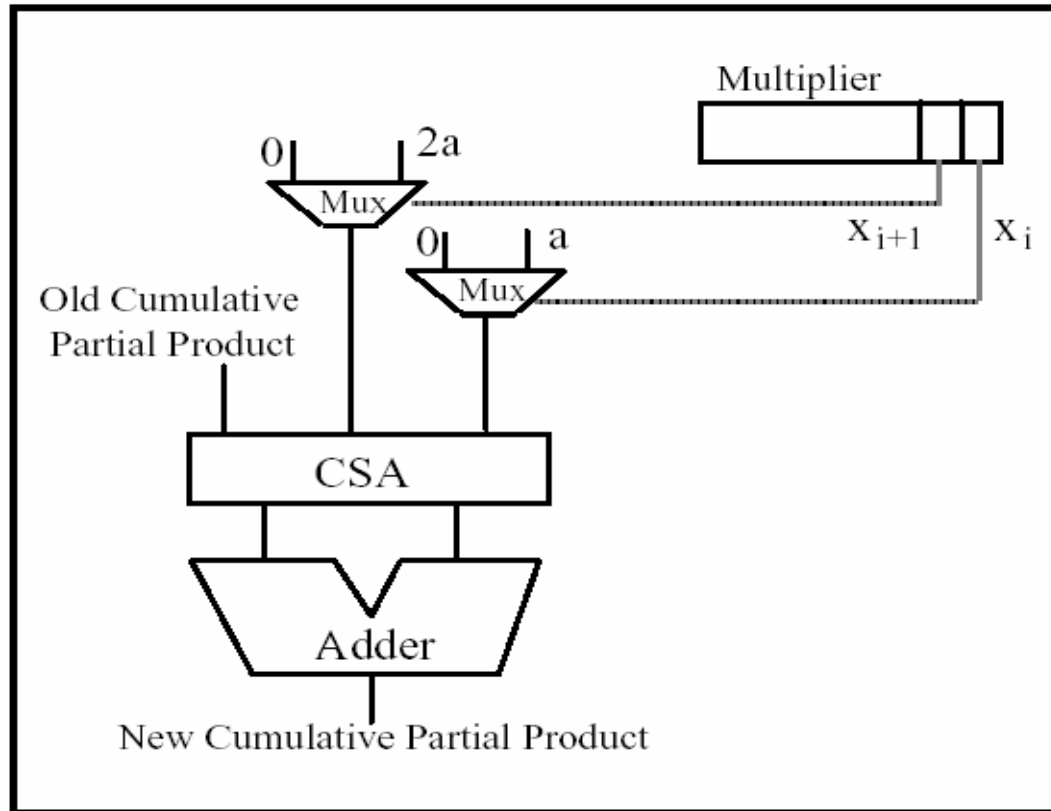 Multiplier
0 2a
Mux
x i+1
x i
0 a
Mux
Old Cumulative
Partial Product
CSA
Adder
New Cumulative Partial Product